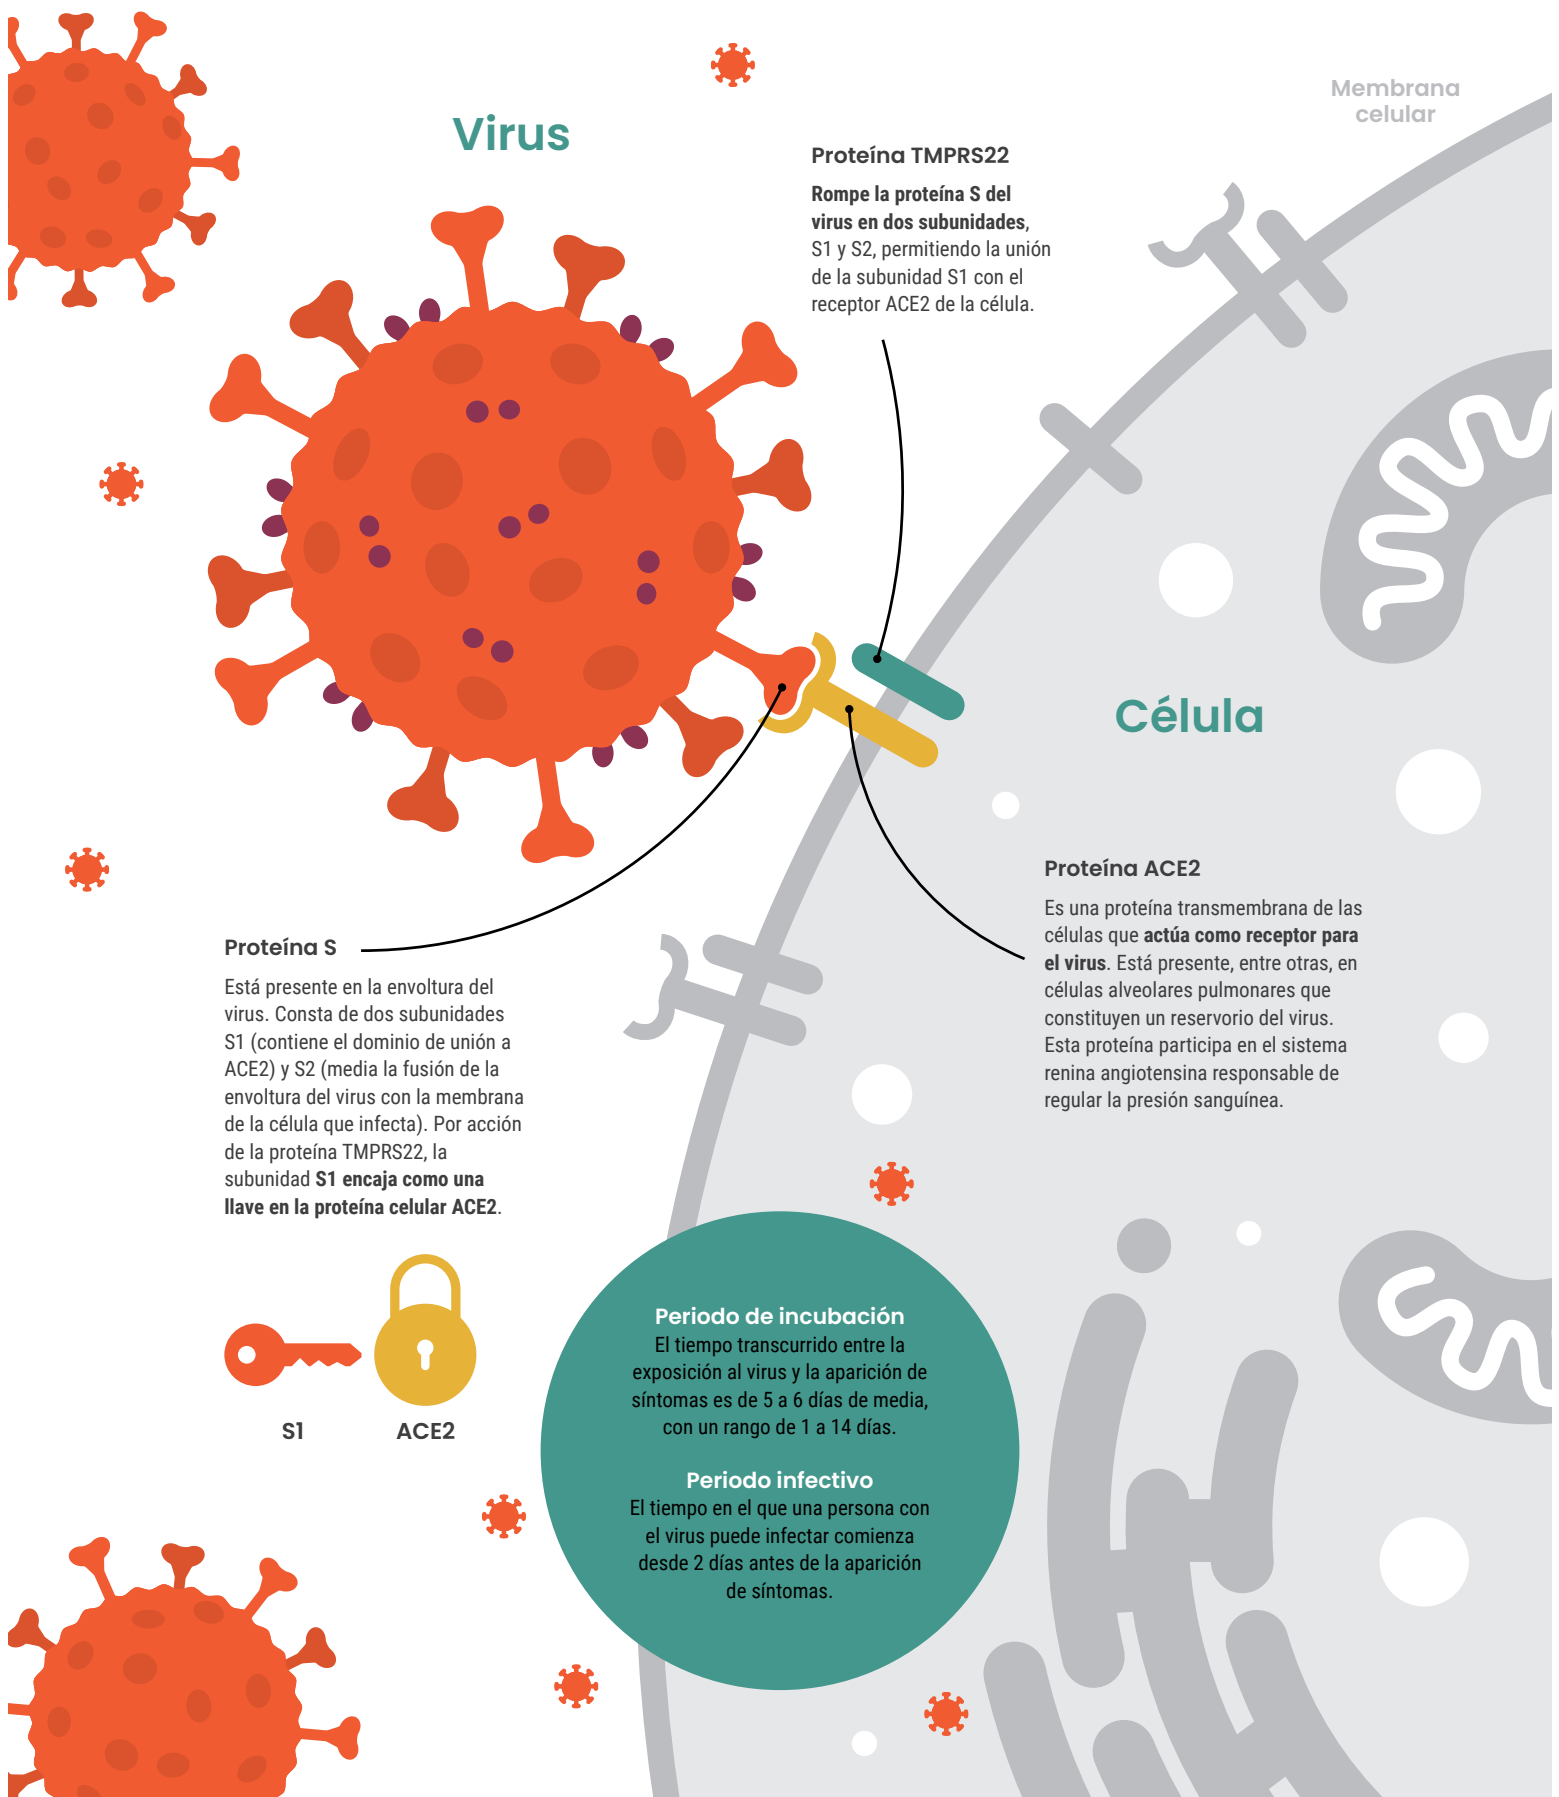 Membrana
celular
Virus
Proteína TMPRS22
Rompe la proteína S del
virus en dos subunidades,
S1 y S2, permitiendo la unión
de la subunidad S1 con el
receptor ACE2 de la célula.
Célula
Proteína ACE2
Es una proteína transmembrana de las
células que actúa como receptor para
el virus. Está presente, entre otras, en
células alveolares pulmonares que
constituyen un reservorio del virus.
Esta proteína participa en el sistema
renina angiotensina responsable de
regular la presión sanguínea.
Proteína S
Está presente en la envoltura del
virus. Consta de dos subunidades
S1 (contiene el dominio de unión a
ACE2) y S2 (media la fusión de la
envoltura del virus con la membrana
de la célula que infecta). Por acción
de la proteína TMPRS22, la
subunidad S1 encaja como una
llave en la proteína celular ACE2.
S1
ACE2
Periodo de incubación
El tiempo transcurrido entre la
exposición al virus y la aparición de
síntomas es de 5 a 6 días de media,
con un rango de 1 a 14 días.
Periodo infectivo
El tiempo en el que una persona con
el virus puede infectar comienza
desde 2 días antes de la aparición
de síntomas.